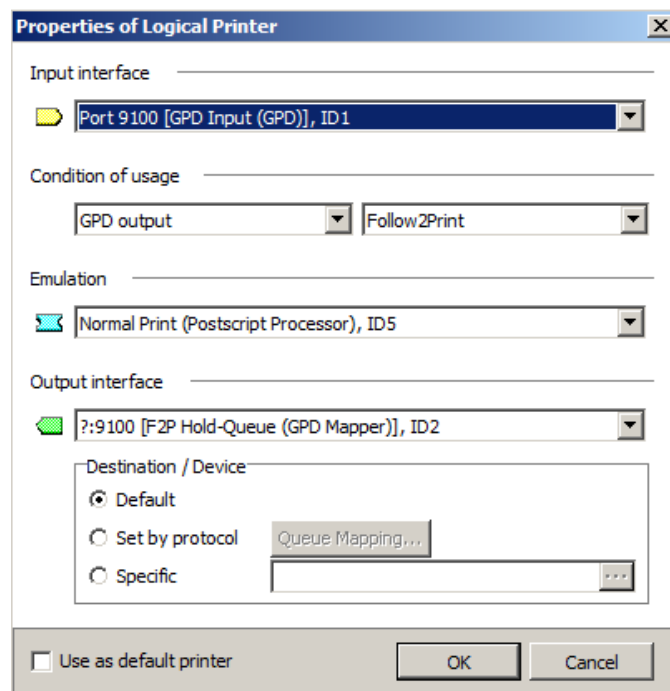 Properties of Logical Printer
Input interface
Port 9100 [GPD Input (GPD)], ID1
Condition of usage
GPD output Follow2Print
Emulation
Normal Print (Postscript Processor), ID5
Output interface
?:9100 [F2P Hold-Queue (GPD Mapper)], ID2
Destination / Device
Default
Set by protocol Queue Mapping...
Specific ...
Use as default printer OK Cancel